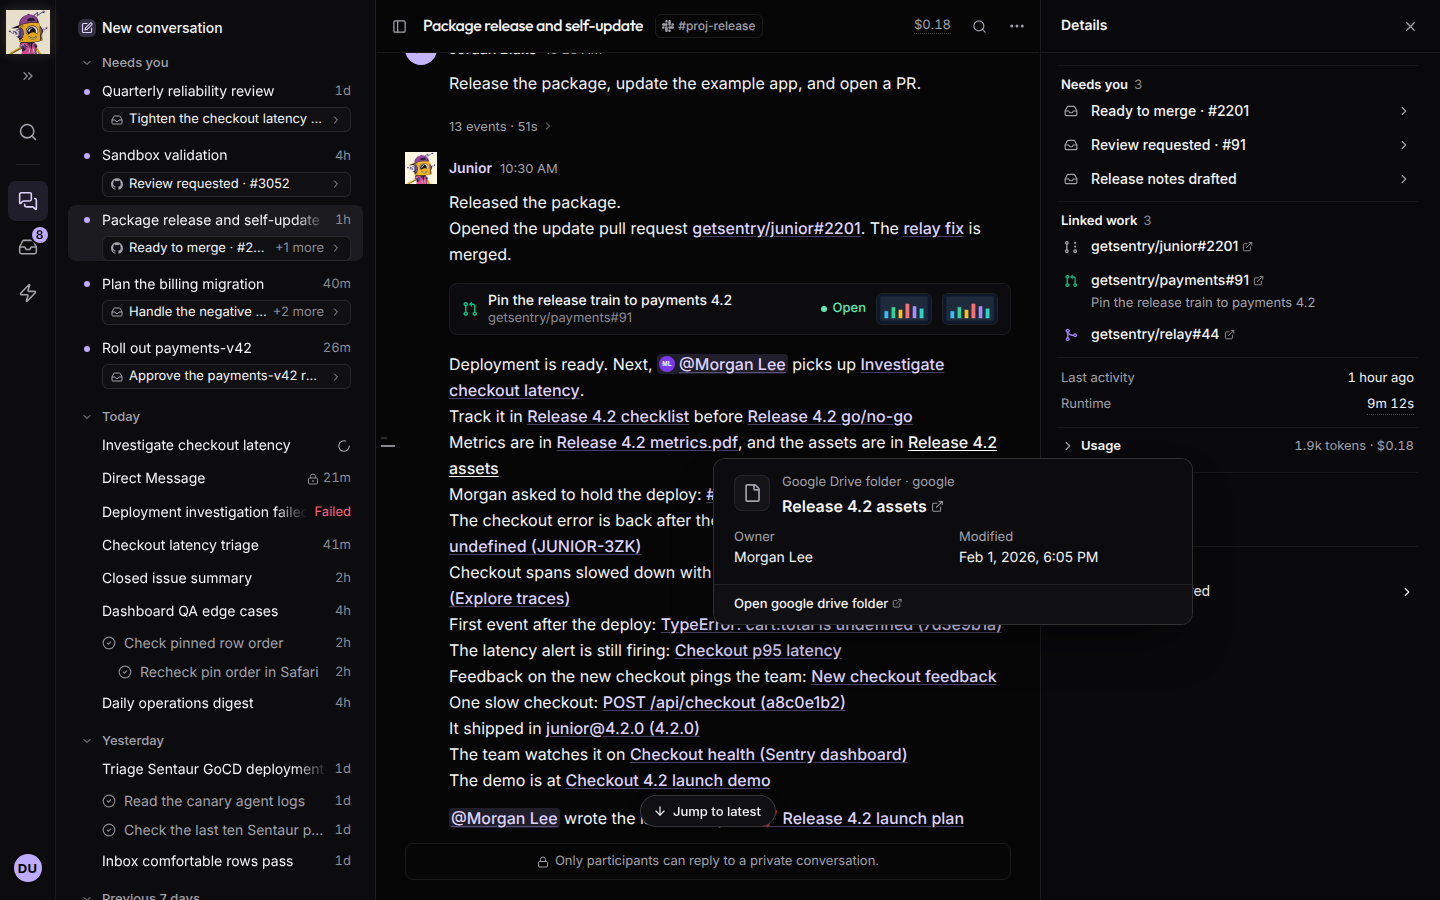 New conversation
Needs you
Quarterly reliability review 1d
Tighten the checkout latency ...
Sandbox validation 4h
Review requested · #3052
Package release and self-update 1h
Ready to merge · #2... +1 more
Plan the billing migration 40m
Handle the negative ... +2 more
Roll out payments-v42 26m
Approve the payments-v42 r...
Today
Investigate checkout latency
Direct Message 21m
Deployment investigation failed Failed
Checkout latency triage 41m
Closed issue summary 2h
Dashboard QA edge cases 4h
Check pinned row order 2h
Recheck pin order in Safari 2h
Daily operations digest 4h
Yesterday
Triage Sentaur GoCD deployment 1d
Read the canary agent logs 1d
Check the last ten Sentaur p... 1d
Inbox comfortable rows pass 1d
Previous 7 days
8
DU
Package release and self-update #proj-release $0.18
Release the package, update the example app, and open a PR.
13 events · 51s
Junior 10:30 AM
Released the package.
Opened the update pull request getsentry/junior#2201. The relay fix is
merged.
Pin the release train to payments 4.2
getsentry/payments#91
Open
Deployment is ready. Next, ML @Morgan Lee picks up Investigate
checkout latency.
Track it in Release 4.2 checklist before Release 4.2 go/no-go
Metrics are in Release 4.2 metrics.pdf, and the assets are in Release 4.2
assets
Morgan asked to hold the deploy: #
The checkout error is back after the
undefined (JUNIOR-3ZK)
Checkout spans slowed down with
(Explore traces)
First event after the deploy: TypeError: cart.total is undefined (7d3e9b1a)
The latency alert is still firing: Checkout p95 latency
Feedback on the new checkout pings the team: New checkout feedback
One slow checkout: POST /api/checkout (a8c0e1b2)
It shipped in junior@4.2.0 (4.2.0)
The team watches it on Checkout health (Sentry dashboard)
The demo is at Checkout 4.2 launch demo
@Morgan Lee wrote the Release 4.2 launch plan
Jump to latest
Only participants can reply to a private conversation.
Google Drive folder · google
Release 4.2 assets
Owner Modified
Morgan Lee Feb 1, 2026, 6:05 PM
Open google drive folder
Details
Needs you 3
Ready to merge · #2201
Review requested · #91
Release notes drafted
Linked work 3
getsentry/junior#2201
getsentry/payments#91
Pin the release train to payments 4.2
getsentry/relay#44
Last activity 1 hour ago
Runtime 9m 12s
Usage 1.9k tokens · $0.18
ed